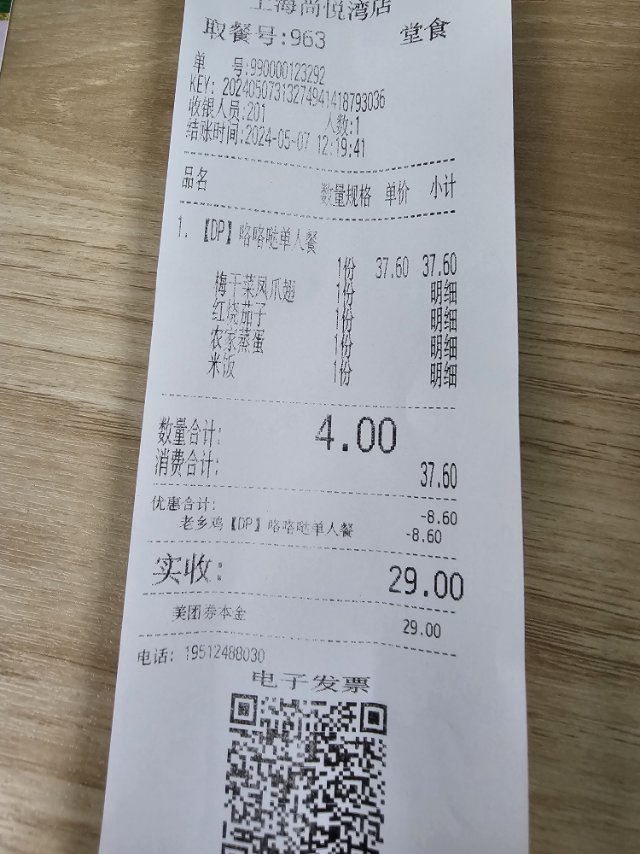 上海尚悦湾店
取餐号:963 堂食
单 号:990000123292
KEY: 20240507313274941418793036
收银人员:201 人数:1
结账时间:2024-05-07 12:19:41
品名 数量规格 单价 小计
1. 【DP】咯咯哒单人餐
1份 37.60 37.60
梅干菜凤爪翅 1份 明细
红烧茄子 1份 明细
农家蒸蛋 1份 明细
米饭 1份 明细
数量合计: 4.00
消费合计: 37.60
优惠合计: -8.60
老乡鸡【DP】咯咯哒单人餐 -8.60
实收: 29.00
美团券本金 29.00
电话: 19512488030
电子发票